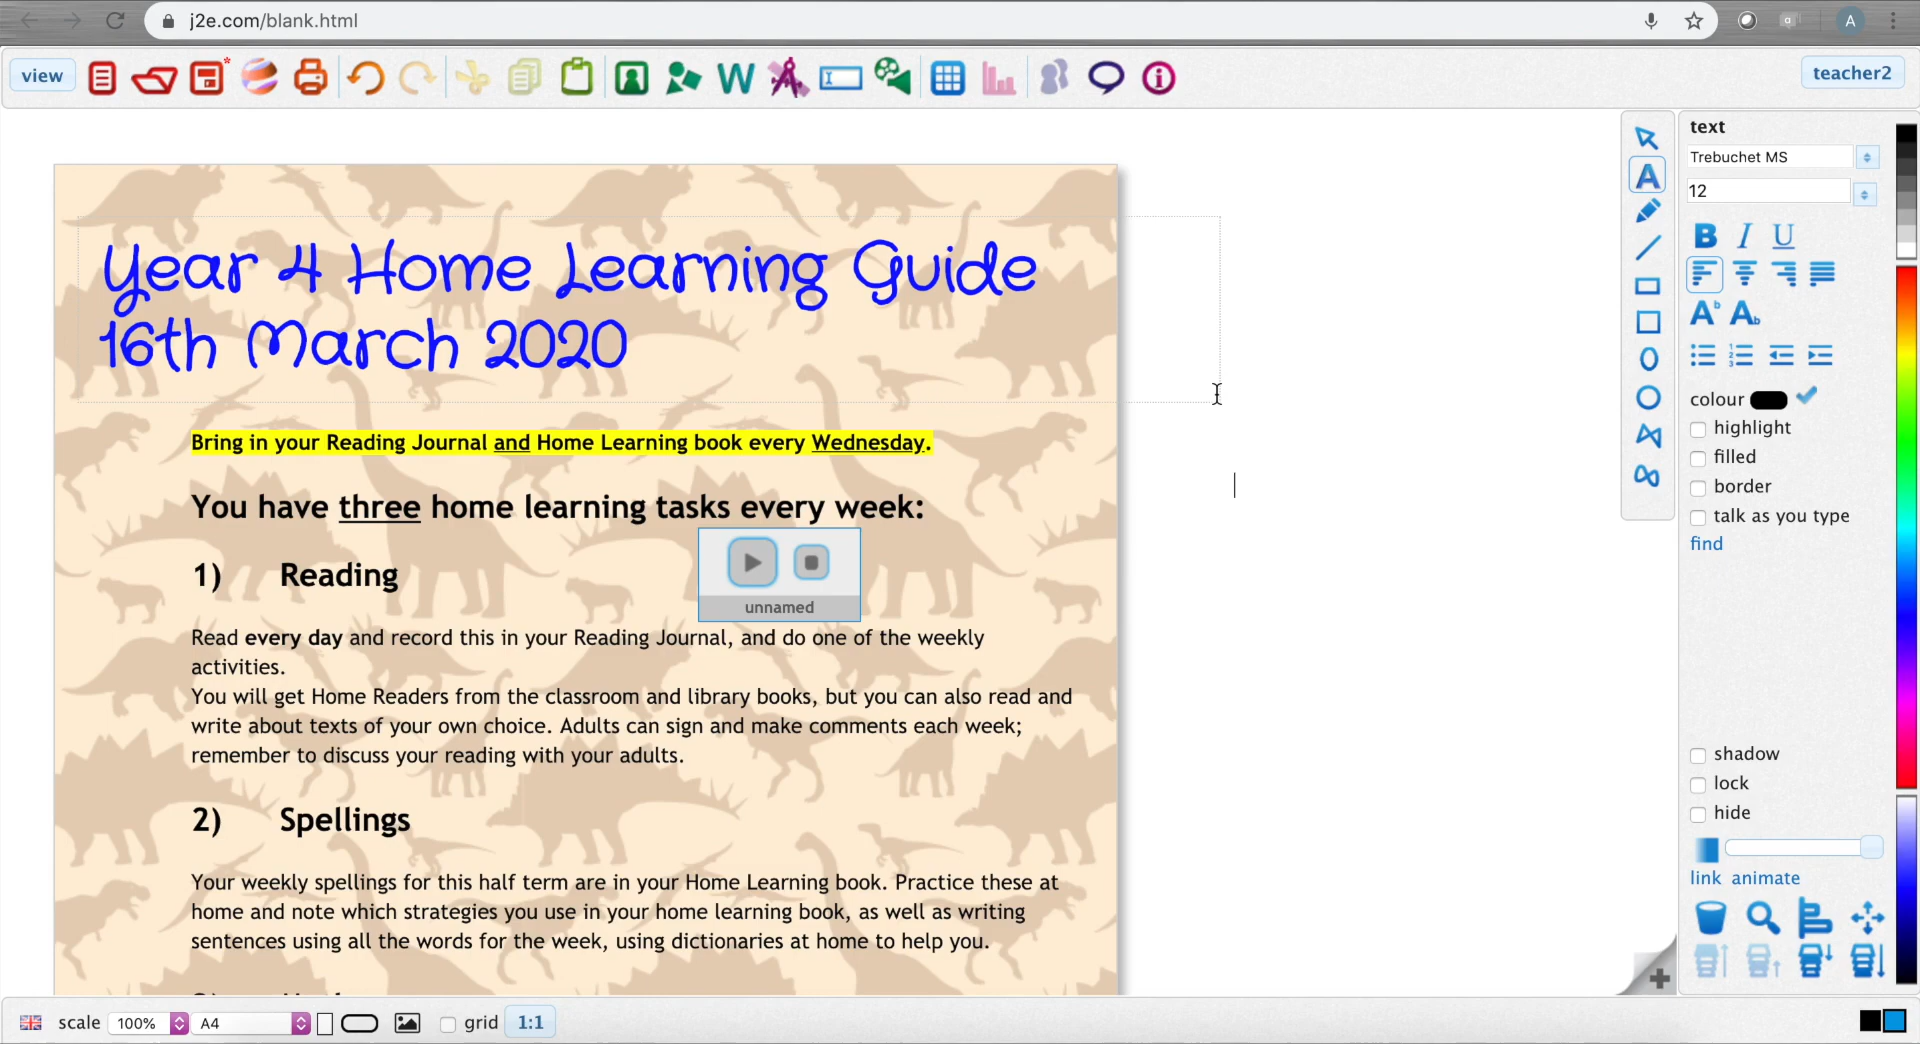 j2e.com/blank.html
A
view
W
teacher2
text
Trebuchet MS
12
B I U
colour
highlight
filled
border
talk as you type
find
shadow
lock
hide
link animate
Year 4 Home Learning Guide
16th March 2020
Bring in your Reading Journal and Home Learning book every Wednesday.
You have three home learning tasks every week:
1) Reading
unnamed
Read every day and record this in your Reading Journal, and do one of the weekly
activities.
You will get Home Readers from the classroom and library books, but you can also read and
write about texts of your own choice. Adults can sign and make comments each week;
remember to discuss your reading with your adults.
2) Spellings
Your weekly spellings for this half term are in your Home Learning book. Practice these at
home and note which strategies you use in your home learning book, as well as writing
sentences using all the words for the week, using dictionaries at home to help you.
scale 100% A4 grid 1:1